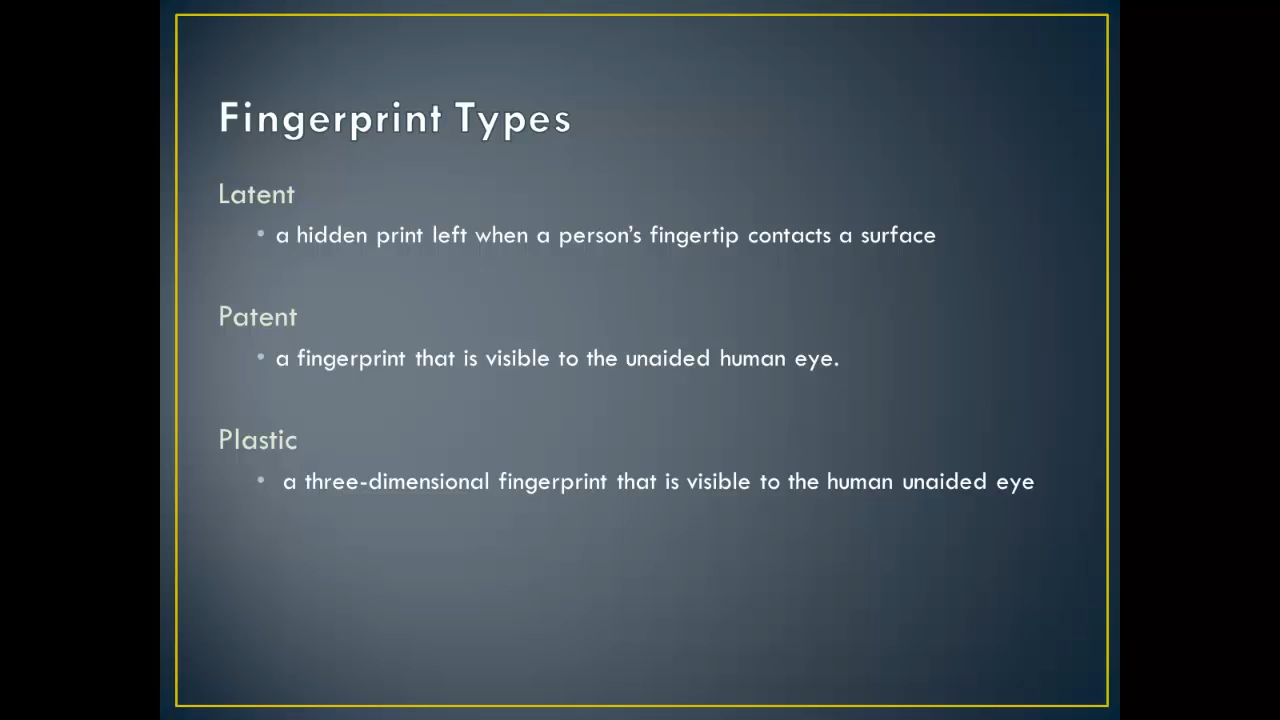 Fingerprint Types
Latent
• a hidden print left when a person’s fingertip contacts a surface
Patent
• a fingerprint that is visible to the unaided human eye.
Plastic
• a three-dimensional fingerprint that is visible to the human unaided eye